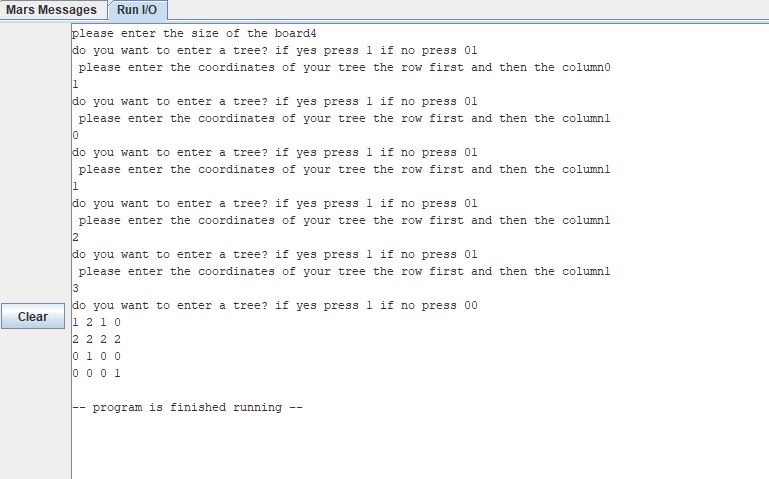 Mars Messages Run I/O
please enter the size of the board4
do you want to enter a tree? if yes press 1 if no press 01
please enter the coordinates of your tree the row first and then the column0
1
do you want to enter a tree? if yes press 1 if no press 01
please enter the coordinates of your tree the row first and then the column1
0
do you want to enter a tree? if yes press 1 if no press 01
please enter the coordinates of your tree the row first and then the column1
1
do you want to enter a tree? if yes press 1 if no press 01
please enter the coordinates of your tree the row first and then the column1
2
do you want to enter a tree? if yes press 1 if no press 01
please enter the coordinates of your tree the row first and then the column1
3
do you want to enter a tree? if yes press 1 if no press 00
Clear
1 2 1 0
2 2 2 2
0 1 0 0
0 0 0 1
-- program is finished running --